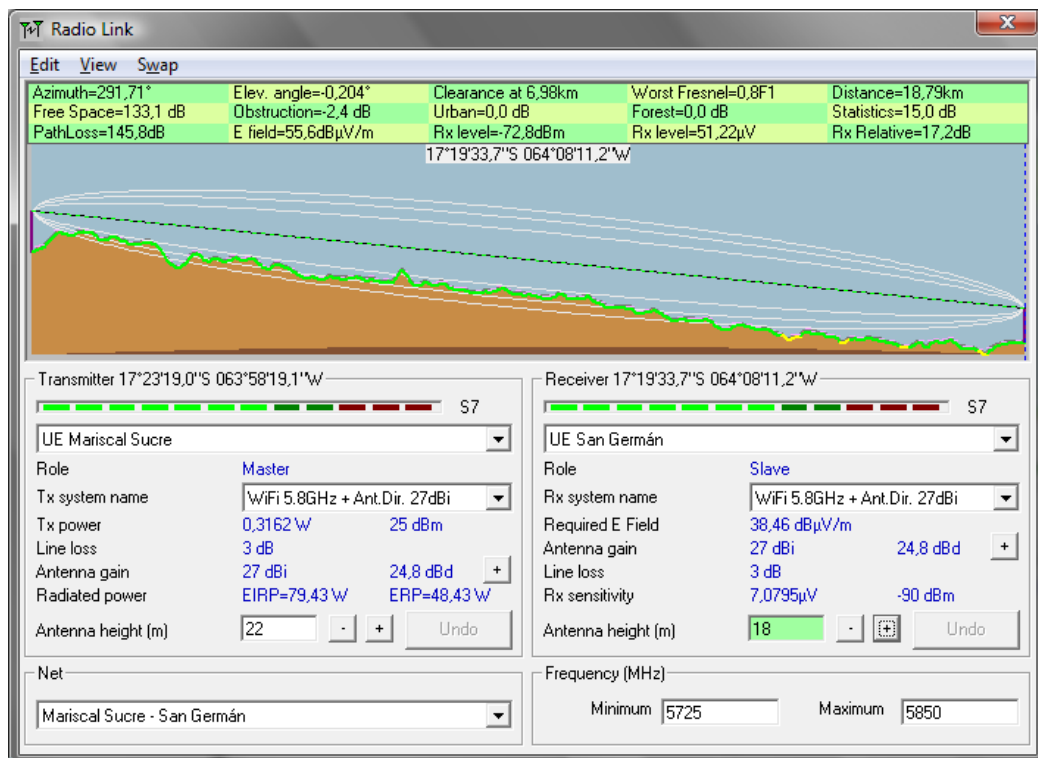 Radio Link
Edit View Swap
Azimuth=291,71° Elev. angle=-0,204° Clearance at 6,98km Worst Fresnel=0,8F1 Distance=18,79km
Free Space=133,1 dB Obstruction=-2,4 dB Urban=0,0 dB Forest=0,0 dB Statistics=15,0 dB
PathLoss=145,8dB E field=55,6dBµV/m Rx level=-72,8dBm Rx level=51,22µV Rx Relative=17,2dB
17°19'33,7"S 064°08'11,2"W
Transmitter 17°23'19,0"S 063°58'19,1"W
S7
UE Mariscal Sucre
Role Master
Tx system name WiFi 5.8GHz + Ant.Dir. 27dBi
Tx power 0,3162 W 25 dBm
Line loss 3 dB
Antenna gain 27 dBi 24,8 dBd +
Radiated power EIRP=79,43 W ERP=48,43 W
Antenna height (m) 22 - + Undo
Net
Mariscal Sucre - San Germán
Receiver 17°19'33,7"S 064°08'11,2"W
S7
UE San Germán
Role Slave
Rx system name WiFi 5.8GHz + Ant.Dir. 27dBi
Required E Field 38,46 dBµV/m
Antenna gain 27 dBi 24,8 dBd +
Line loss 3 dB
Rx sensitivity 7,0795µV -90 dBm
Antenna height (m) 18 - + Undo
Frequency (MHz)
Minimum 5725 Maximum 5850